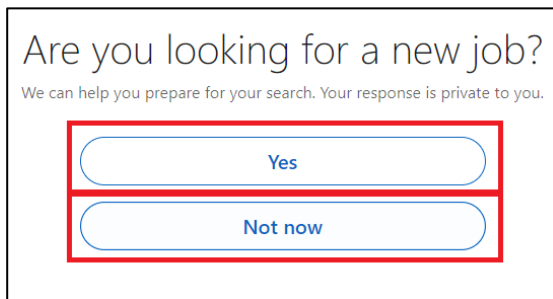 Are you looking for a new job?
We can help you prepare for your search. Your response is private to you.
Yes
Not now